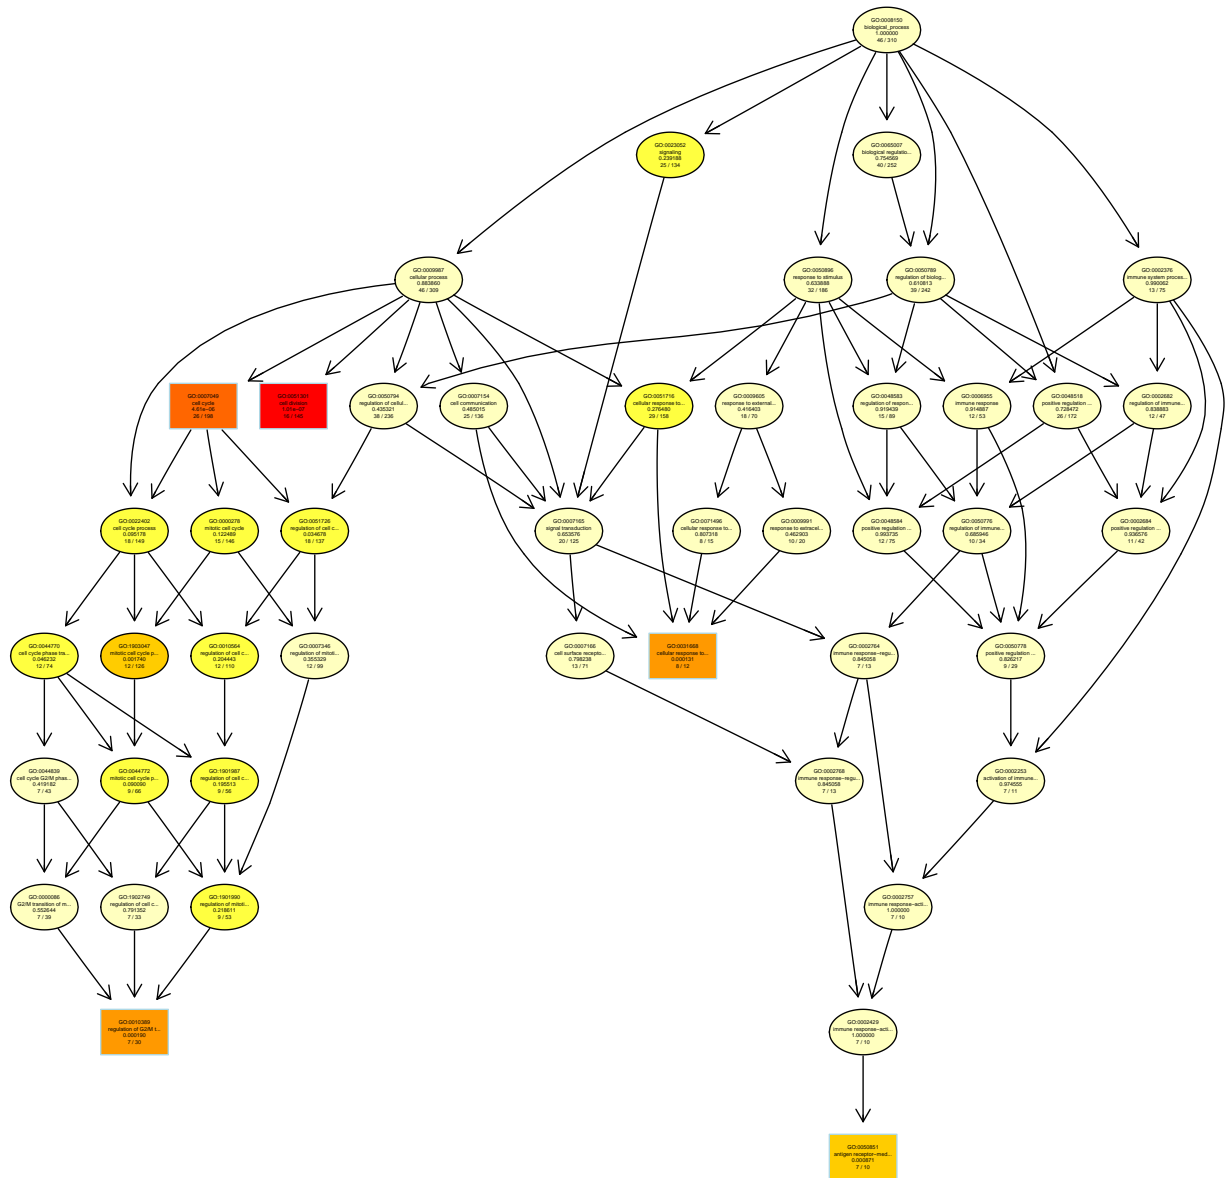 GO:0008150
biological_process
1.000000
46 / 310
GO:0023052
signaling
0.239188
25 / 134
GO:0065007
biological regulatio...
0.754569
40 / 252
GO:0009987
cellular process
0.883860
46 / 309
GO:0050896
response to stimulus
0.633888
32 / 186
GO:0050789
regulation of biolog...
0.610813
39 / 242
GO:0002376
immune system proces...
0.990062
13 / 75
GO:0007049
cell cycle
4.61e-06
26 / 198
GO:0051301
cell division
GO:0050794
regulation of cellul...
0.435321
38 / 236
GO:0007154
cell communication
0.485015
25 / 136
GO:0051716
cellular response to...
0.276480
29 / 158
GO:0009605
response to external...
0.416403
18 / 70
GO:0048583
regulation of respon...
0.919439
15 / 89
GO:0006955
immune response
0.914887
12 / 53
GO:0048518
positive regulation ...
0.728472
26 / 172
GO:0002682
regulation of immune...
0.838883
12 / 47
GO:0022402
cell cycle process
0.095178
18 / 149
GO:0000278
mitotic cell cycle
0.122489
15 / 146
GO:0051726
regulation of cell c...
0.034678
18 / 137
GO:0007165
signal transduction
0.653576
20 / 125
GO:0071496
cellular response to...
0.807318
8 / 15
GO:0009991
response to extracel...
0.462903
10 / 20
GO:0048584
positive regulation ...
0.993735
12 / 75
GO:0050776
regulation of immune...
0.685946
10 / 34
GO:0002684
positive regulation ...
0.936576
11 / 42
GO:0044770
cell cycle phase tra...
0.046232
12 / 74
GO:1903047
mitotic cell cycle p...
0.001740
12 / 126
GO:0010564
regulation of cell c...
0.204443
12 / 110
GO:0007346
regulation of mitoti...
0.355329
12 / 99
GO:0007166
cell surface recepto...
0.798238
13 / 71
GO:0031668
cellular response to...
0.000131
8 / 12
GO:0002764
immune response-regu...
0.845058
7 / 13
GO:0050778
positive regulation ...
0.826217
9 / 29
GO:0044839
cell cycle G2/M phas...
0.419182
7 / 43
GO:0044772
mitotic cell cycle p...
0.090090
9 / 66
GO:1901987
regulation of cell c...
0.195513
9 / 56
GO:0002768
immune response-regu...
0.845058
7 / 13
GO:0002253
activation of immune...
0.974555
7 / 11
GO:0000086
G2/M transition of m...
0.552644
7 / 39
GO:1902749
regulation of cell c...
0.791352
7 / 33
GO:1901990
regulation of mitoti...
0.218611
9 / 53
GO:0002757
immune response-acti...
1.000000
7 / 10
GO:0010389
regulation of G2/M t...
0.000190
7 / 30
GO:0002429
immune response-acti...
1.000000
7 / 10
GO:0050851
antigen receptor-med...
0.000871
7 / 10